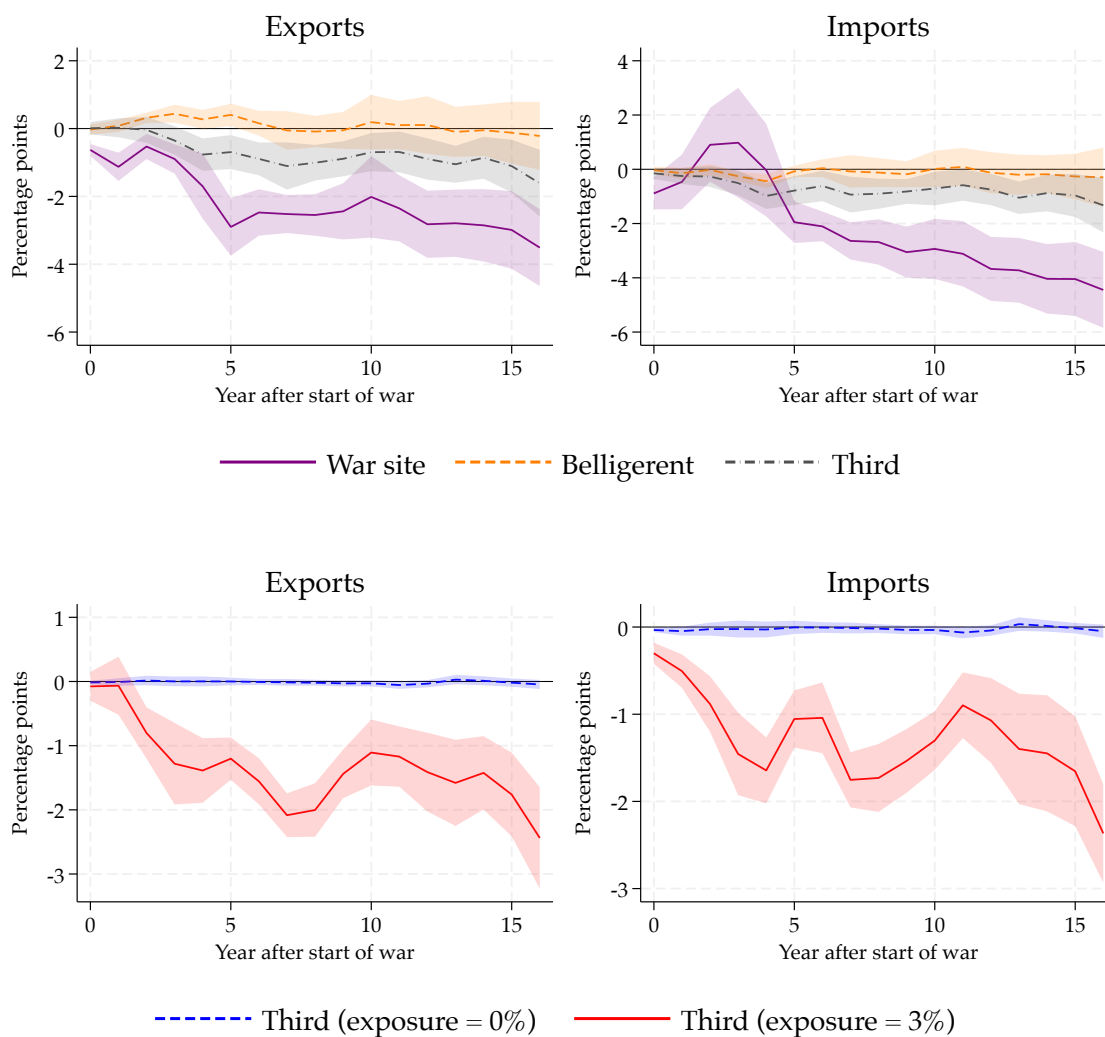 Exports
Imports
Percentage points
2
0
-2
-4
-6
0
5
10
15
Year after start of war
Percentage points
4
2
0
-2
-4
-6
0
5
10
15
Year after start of war
War site
Belligerent
Third
Exports
Imports
Percentage points
1
0
-1
-2
-3
0
5
10
15
Year after start of war
Percentage points
0
-1
-2
-3
0
5
10
15
Year after start of war
Third (exposure = 0%)
Third (exposure = 3%)